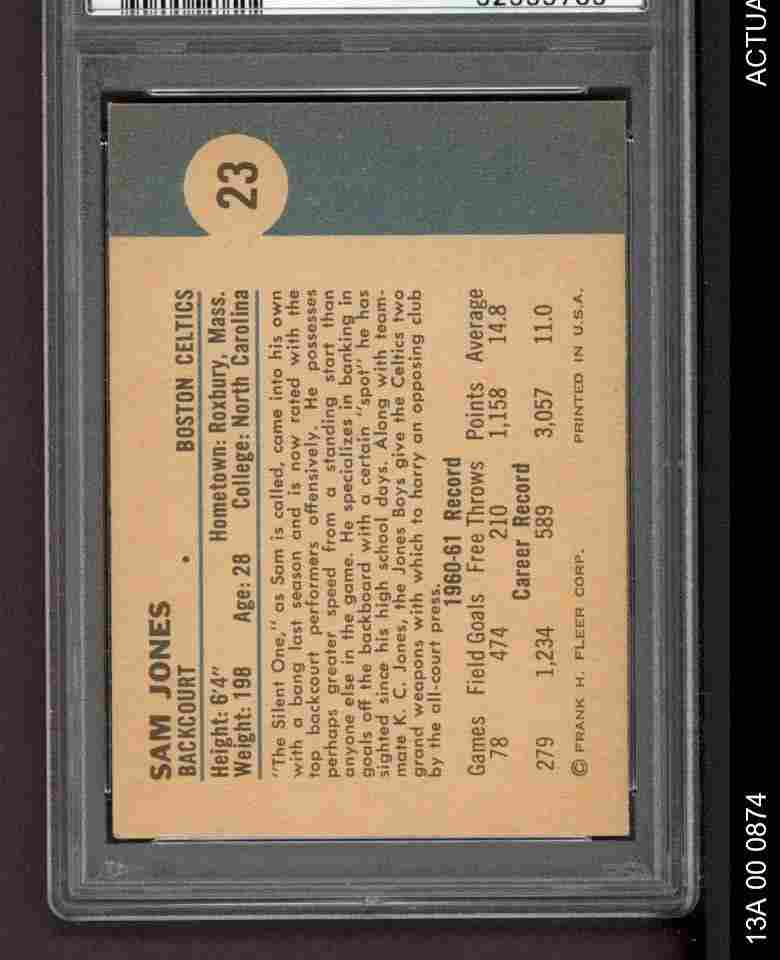 23
SAM JONES
BACKCOURT • BOSTON CELTICS
Height: 6'4" Hometown: Roxbury, Mass.
Weight: 198 Age: 28 College: North Carolina
"The Silent One," as Sam is called, came into his own
with a bang last season and is now rated with the
top backcourt performers offensively. He possesses
perhaps greater speed from a standing start than
anyone else in the game. He specializes in banking in
goals off the backboard with a certain "spot" he has
sighted since his high school days. Along with team-
mate K. C. Jones, the Jones Boys give the Celtics two
grand weapons with which to harry an opposing club
by the all-court press.
1960-61 Record
Games Field Goals Free Throws Points Average
78 474 210 1,158 14.8
Career Record
279 1,234 589 3,057 11.0
© FRANK H. FLEER CORP. PRINTED IN U.S.A.
13A 00 0874